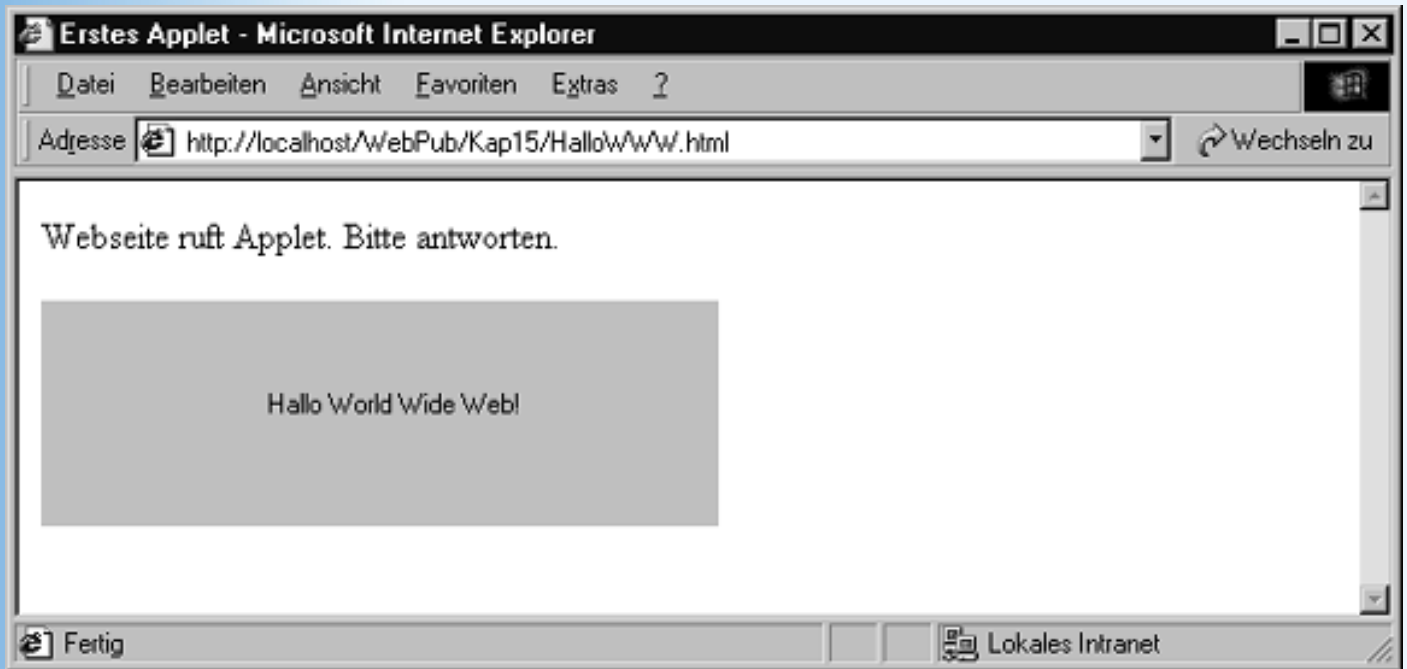 Erstes Applet - Microsoft Internet Explorer
Datei Bearbeiten Ansicht Favoriten Extras ?
Adresse http://localhost/WebPub/Kap15/HalloWWW.html Wechseln zu
Webseite ruft Applet. Bitte antworten.
Hallo World Wide Web!
Fertig Lokales Intranet